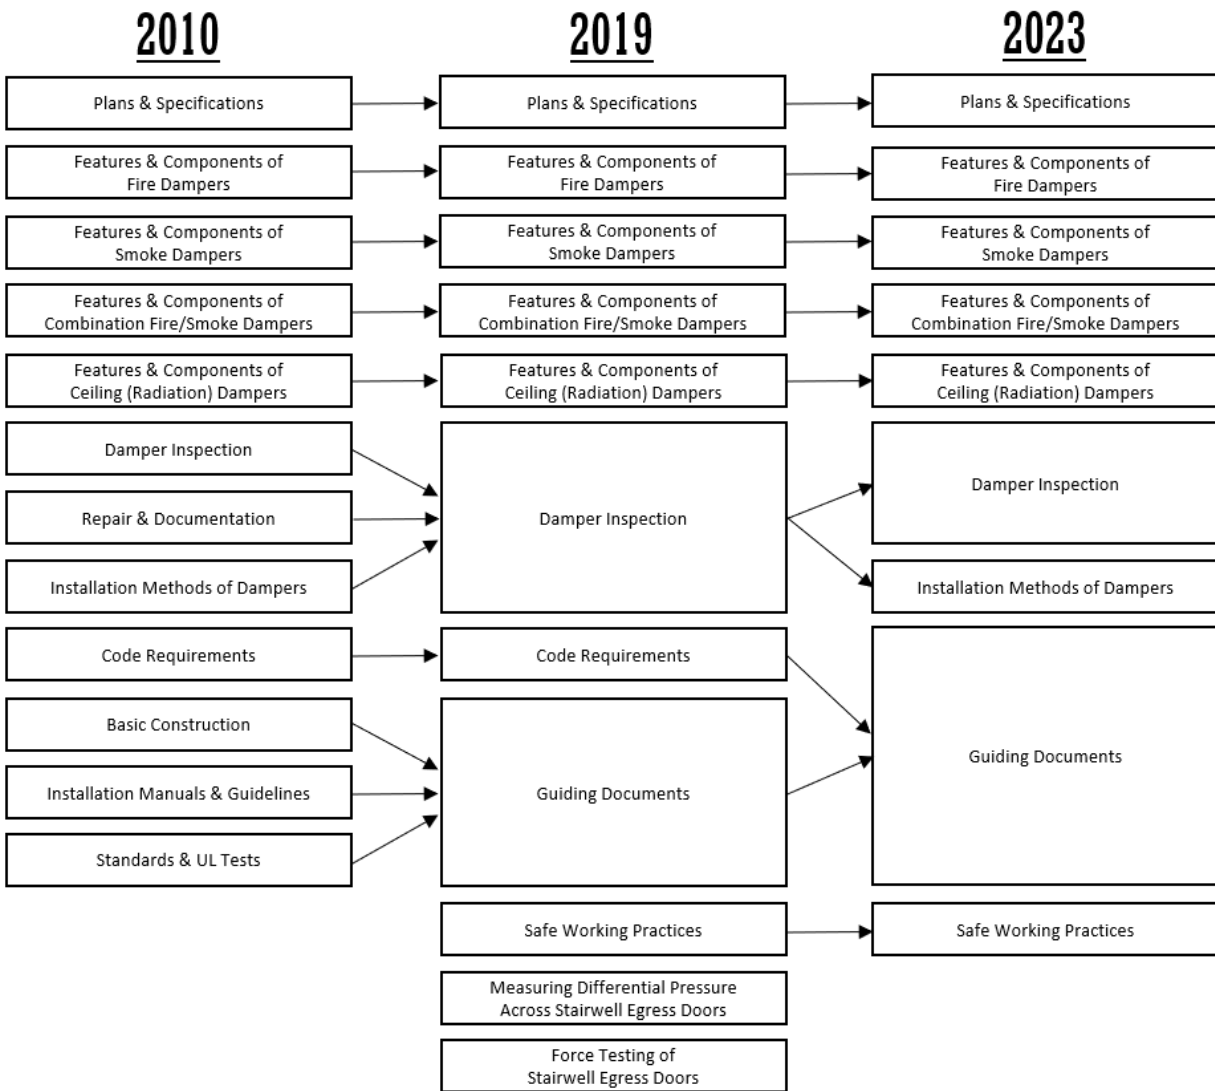 2010
2019
2023
Plans & Specifications
Plans & Specifications
Plans & Specifications
Features & Components of
Fire Dampers
Features & Components of
Fire Dampers
Features & Components of
Fire Dampers
Features & Components of
Smoke Dampers
Features & Components of
Smoke Dampers
Features & Components of
Smoke Dampers
Features & Components of
Combination Fire/Smoke Dampers
Features & Components of
Combination Fire/Smoke Dampers
Features & Components of
Combination Fire/Smoke Dampers
Features & Components of
Ceiling (Radiation) Dampers
Features & Components of
Ceiling (Radiation) Dampers
Features & Components of
Ceiling (Radiation) Dampers
Damper Inspection
Repair & Documentation
Installation Methods of Dampers
Damper Inspection
Damper Inspection
Installation Methods of Dampers
Code Requirements
Code Requirements
Basic Construction
Installation Manuals & Guidelines
Standards & UL Tests
Guiding Documents
Guiding Documents
Safe Working Practices
Safe Working Practices
Measuring Differential Pressure
Across Stairwell Egress Doors
Force Testing of
Stairwell Egress Doors